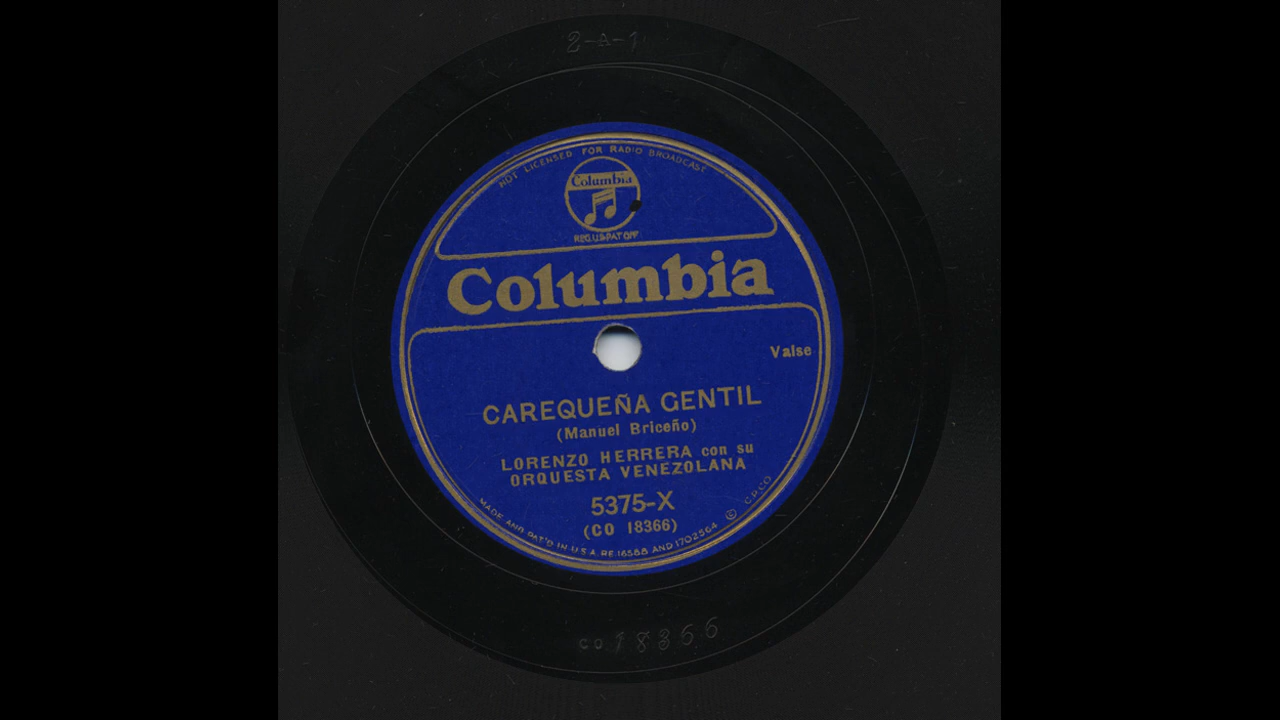 2-A-1
NOT LICENSED FOR RADIO BROADCAST
Columbia
REG.U.S.PAT.OFF.
Columbia
Valse
CAREQUEÑA GENTIL
(Manuel Briceño)
LORENZO HERRERA con su
ORQUESTA VENEZOLANA
5375-X
(CO 18366)
MADE AND PAT'D IN U.S.A. RE.16588 AND 1702564 © C.P.CO
CO 18366